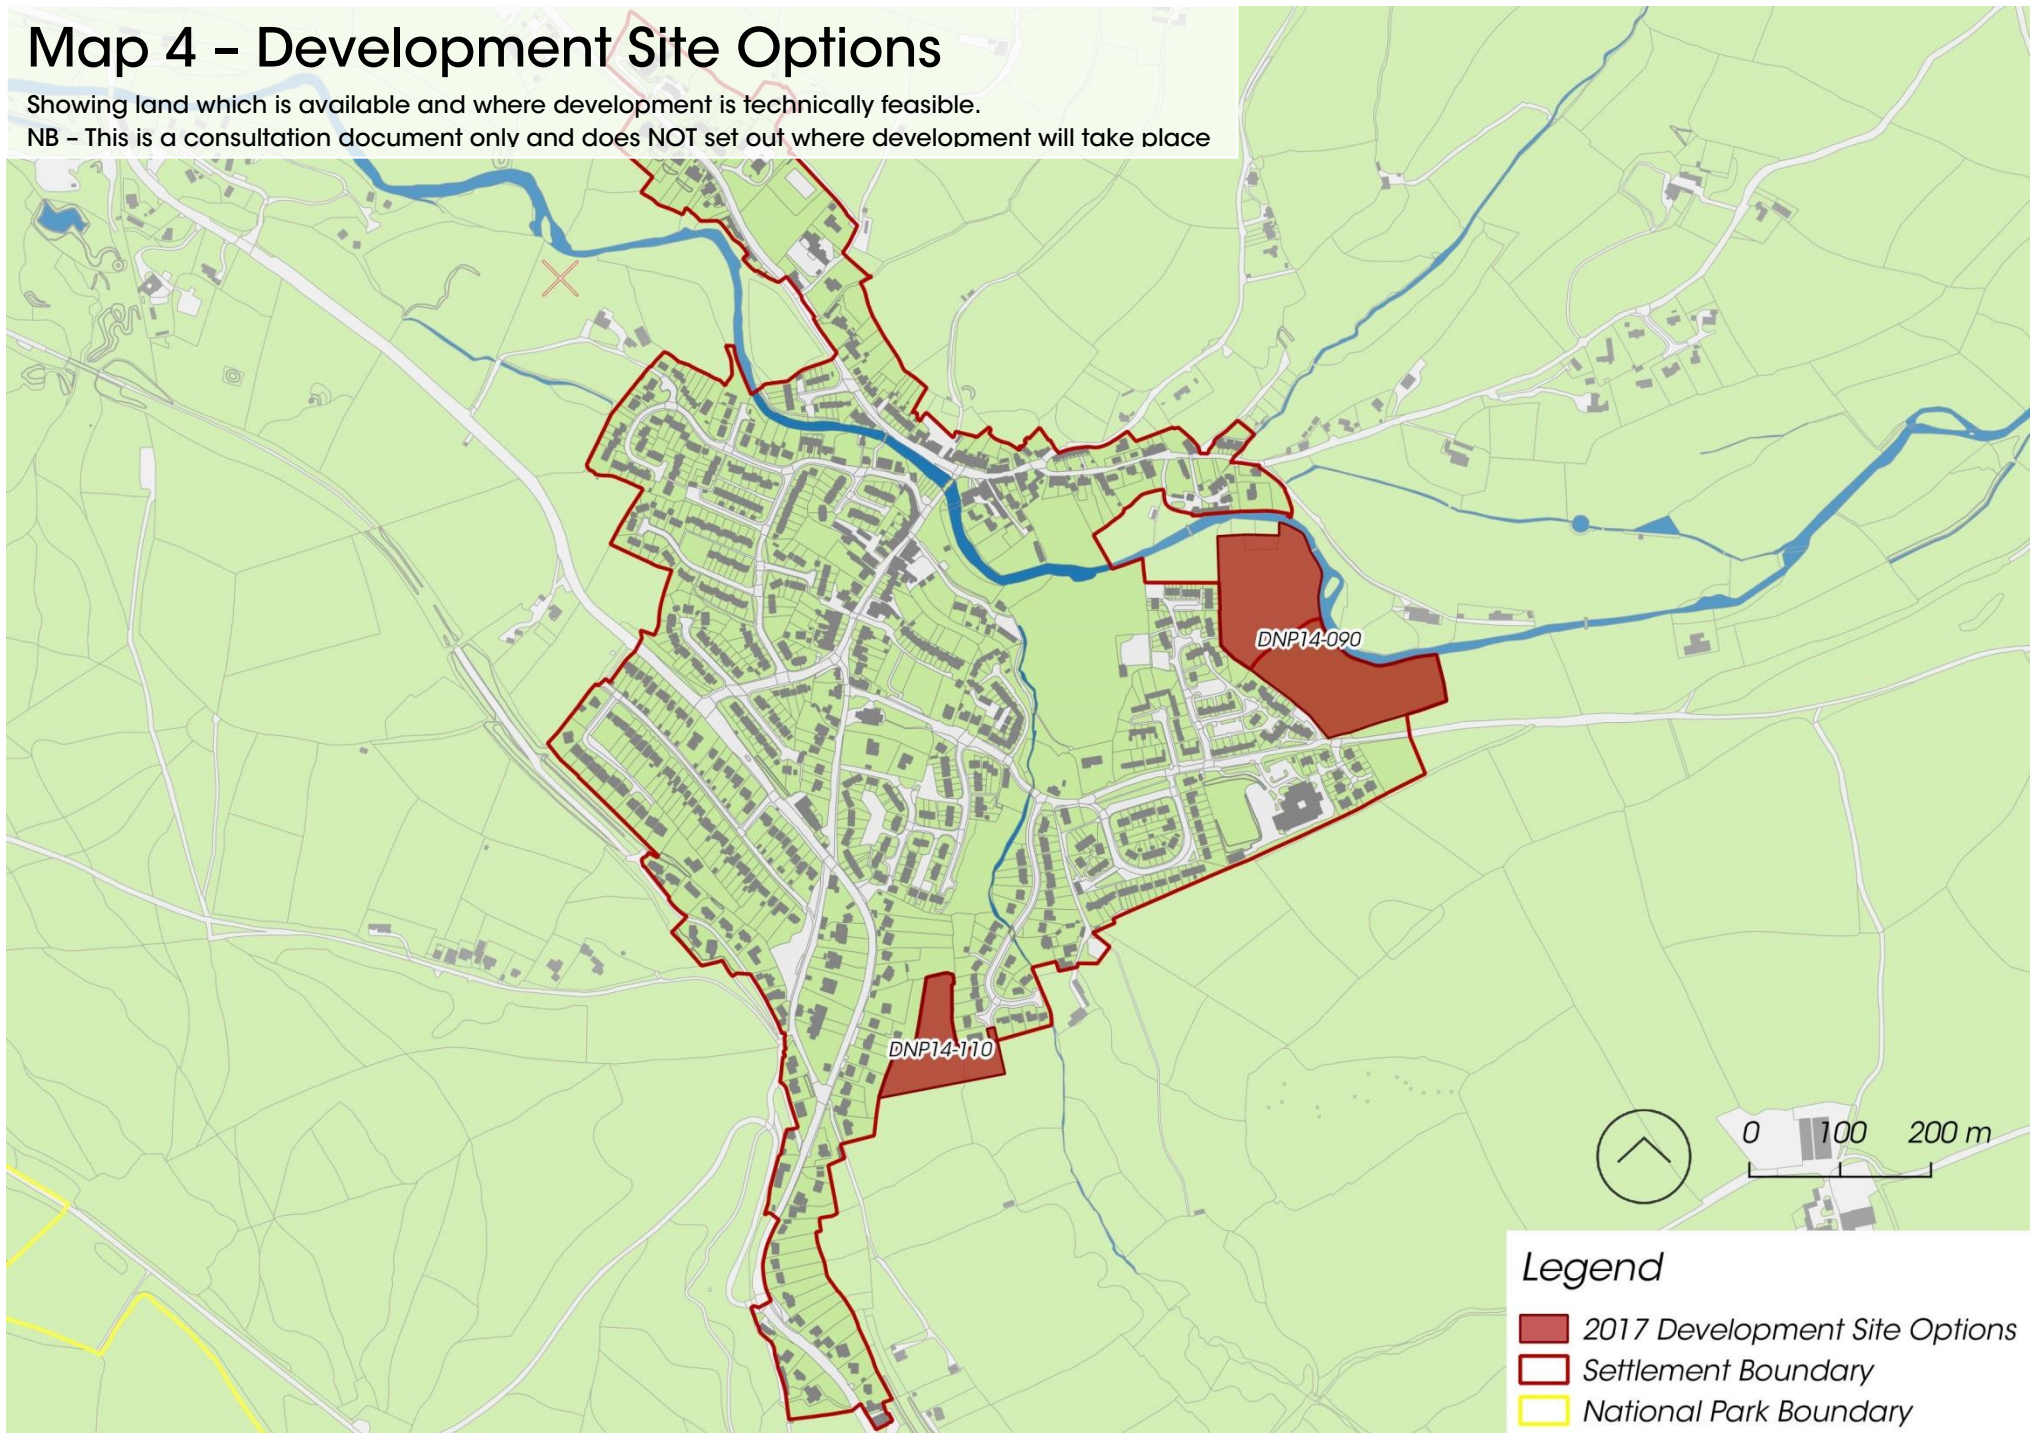 Map 4 – Development Site Options
Showing land which is available and where development is technically feasible.
NB – This is a consultation document only and does NOT set out where development will take place
DNP14-090
DNP14-110
0 100 200 m
Legend
2017 Development Site Options
Settlement Boundary
National Park Boundary